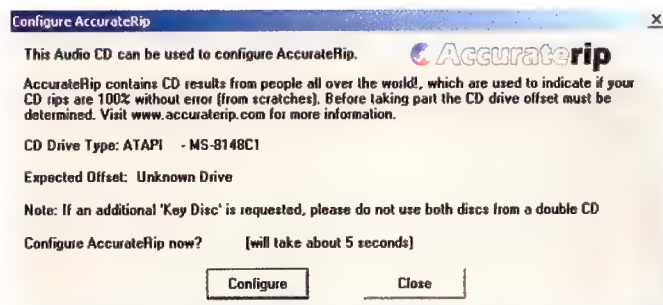 Configure AccurateRip
X
This Audio CD can be used to configure AccurateRip.
Accuraterip
AccurateRip contains CD results from people all over the world!, which are used to indicate if your
CD rips are 100% without error (from scratches). Before taking part the CD drive offset must be
determined. Visit www.accuraterip.com for more information.
CD Drive Type: ATAPI - MS-8148C1
Expected Offset: Unknown Drive
Note: If an additional 'Key Disc' is requested, please do not use both discs from a double CD
Configure AccurateRip now? [will take about 5 seconds]
Configure Close